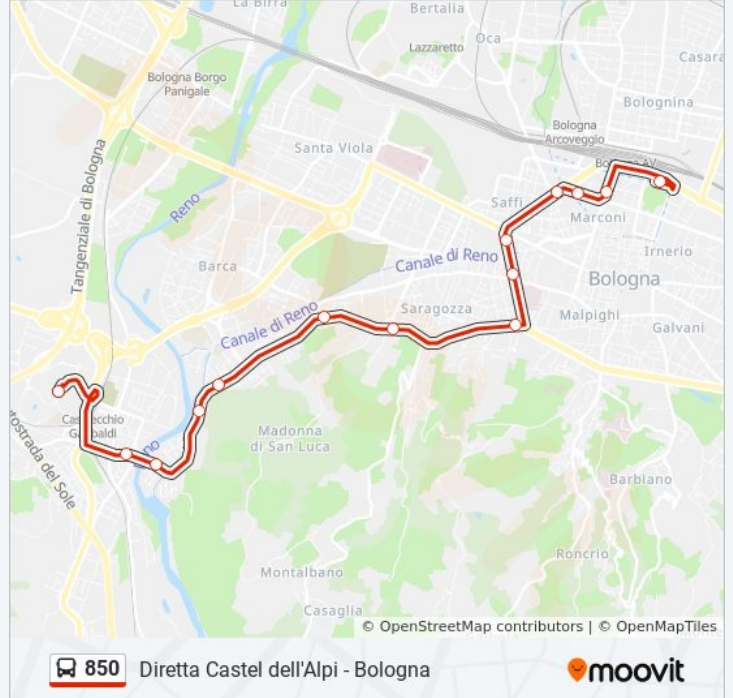 La Birra
Bertalia
Oca
Lazzaretto
Casara
Bologna Borgo
Panigale
Bolognina
Bologna
Arcoveggio
Santa Viola
Tangenziale di Bologna
Saffi
Marconi
Reno
Irnerio
Canale di Reno
Barca
Bologna
Saragozza
Malpighi
Galvani
Canale di Reno
Madonna
di San Luca
Barbiano
Roncrio
Montalbano
Casaglia
© OpenStreetMap contributors | © OpenMapTiles
850 Diretta Castel dell'Alpi - Bologna
moovit